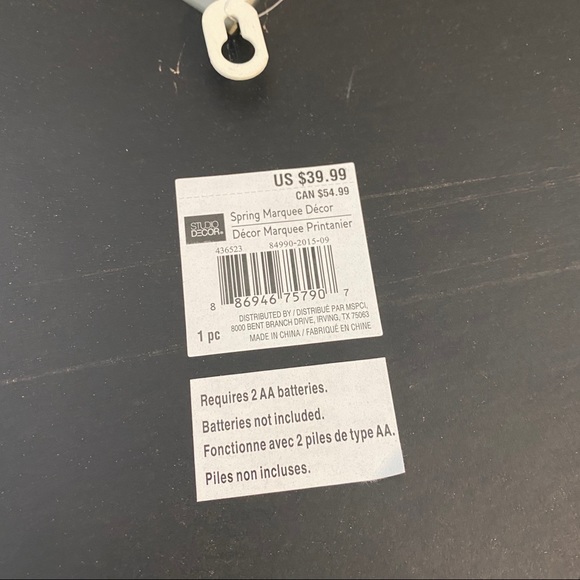 US $39.99
CAN $54.99
STUDIO
DECOR
Spring Marquee Décor
Décor Marquee Printanier
436523 84990-2015-09
8 86946 75790 7
1 pc
DISTRIBUTED BY / DISTRIBUÉ PAR MSPCI,
8000 BENT BRANCH DRIVE, IRVING, TX 75063
MADE IN CHINA / FABRIQUÉ EN CHINE
Requires 2 AA batteries.
Batteries not included.
Fonctionne avec 2 piles de type AA.
Piles non incluses.